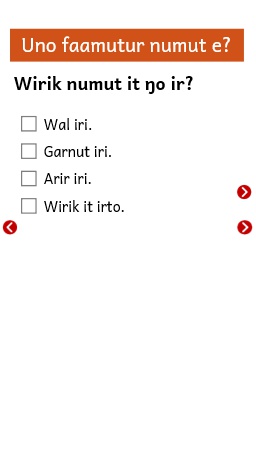 Uno faamutur numut e?
Wirik numut it ŋo ir?
Wal iri.
Garnut iri.
Arir iri.
Wirik it irto.